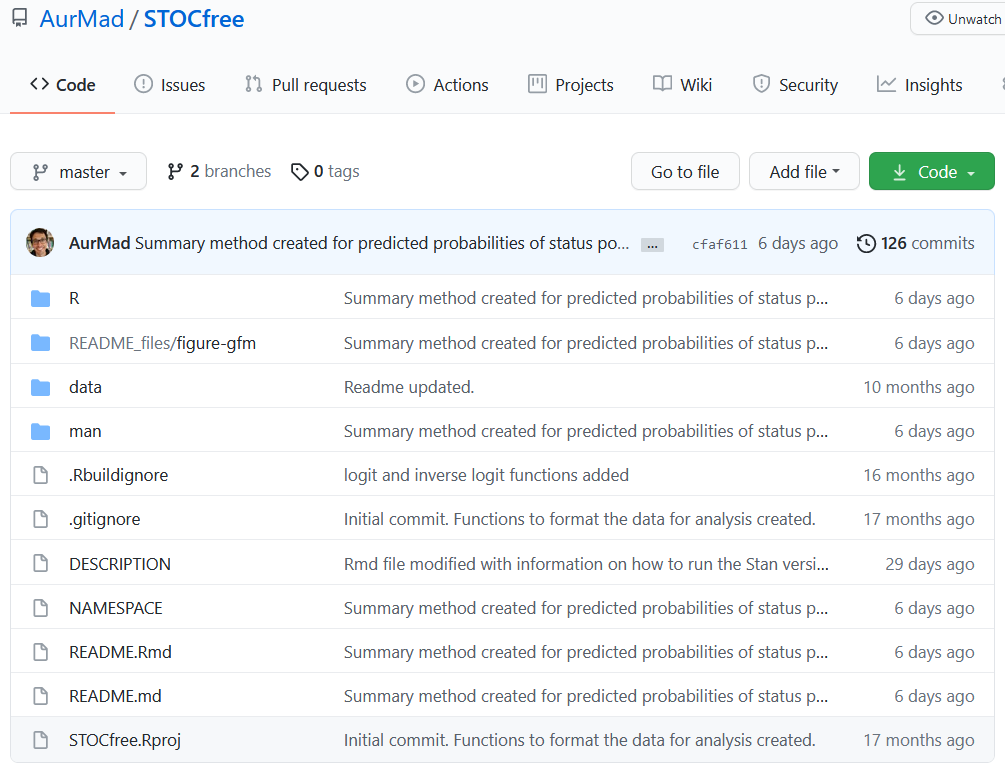 AurMad / STOCfree
Unwatch
Code Issues Pull requests Actions Projects Wiki Security Insights
master 2 branches 0 tags Go to file Add file Code
AurMad Summary method created for predicted probabilities of status po... ... cfaf611 6 days ago 126 commits
R Summary method created for predicted probabilities of status p... 6 days ago
README_files/figure-gfm Summary method created for predicted probabilities of status p... 6 days ago
data Readme updated. 10 months ago
man Summary method created for predicted probabilities of status p... 6 days ago
.Rbuildignore logit and inverse logit functions added 16 months ago
.gitignore Initial commit. Functions to format the data for analysis created. 17 months ago
DESCRIPTION Rmd file modified with information on how to run the Stan versi... 29 days ago
NAMESPACE Summary method created for predicted probabilities of status p... 6 days ago
README.Rmd Summary method created for predicted probabilities of status p... 6 days ago
README.md Summary method created for predicted probabilities of status p... 6 days ago
STOCfree.Rproj Initial commit. Functions to format the data for analysis created. 17 months ago